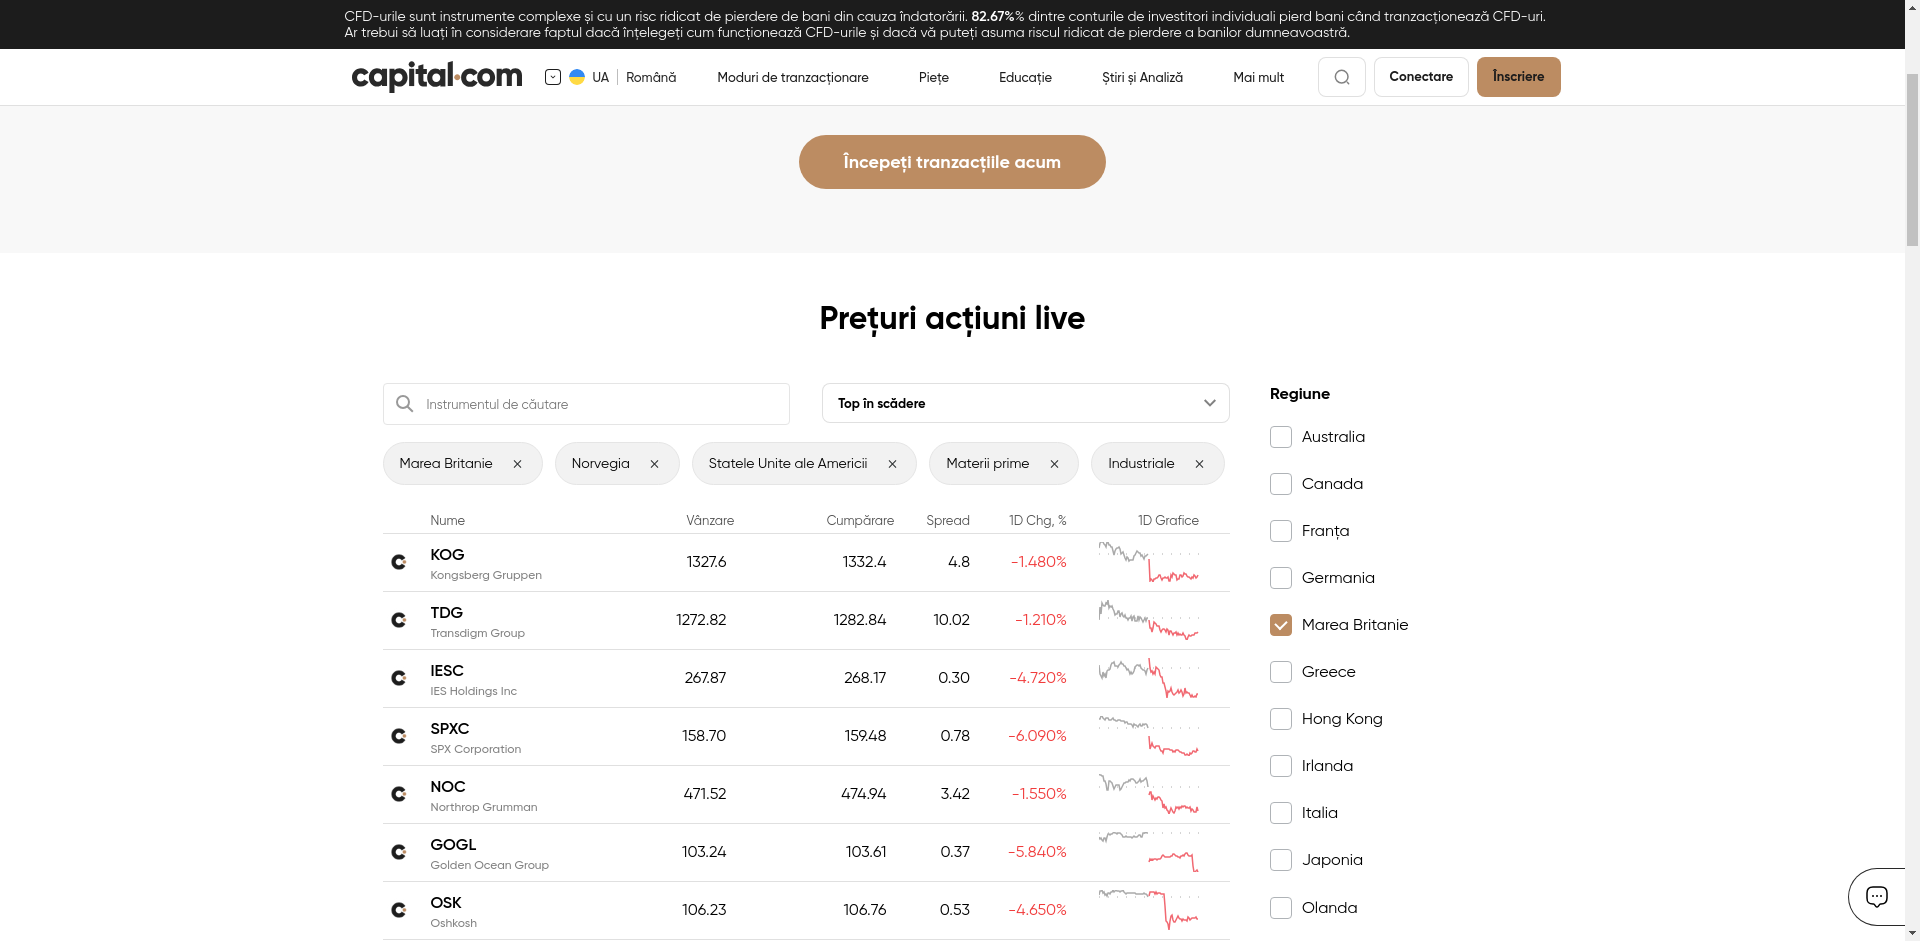 CFD-urile sunt instrumente complexe și cu un risc ridicat de pierdere de bani din cauza îndatorării. 82.67%% dintre conturile de investitori individuali pierd bani când tranzacționează CFD-uri.
Ar trebui să luați în considerare faptul dacă înțelegeți cum funcționează CFD-urile și dacă vă puteți asuma riscul ridicat de pierdere a banilor dumneavoastră.
capital.com UA Română Moduri de tranzacționare Piețe Educație Știri și Analiză Mai mult Conectare Înscriere
Începeți tranzacțiile acum
Prețuri acțiuni live
Instrumentul de căutare Top în scădere
Marea Britanie Norvegia Statele Unite ale Americii Materii prime Industriale
Nume Vânzare Cumpărare Spread 1D Chg, % 1D Grafice
KOG 1327.6 1332.4 4.8 -1.480%
Kongsberg Gruppen
TDG 1272.82 1282.84 10.02 -1.210%
Transdigm Group
IESC 267.87 268.17 0.30 -4.720%
IES Holdings Inc
SPXC 158.70 159.48 0.78 -6.090%
SPX Corporation
NOC 471.52 474.94 3.42 -1.550%
Northrop Grumman
GOGL 103.24 103.61 0.37 -5.840%
Golden Ocean Group
OSK 106.23 106.76 0.53 -4.650%
Oshkosh
Regiune
Australia
Canada
Franța
Germania
Marea Britanie
Greece
Hong Kong
Irlanda
Italia
Japonia
Olanda